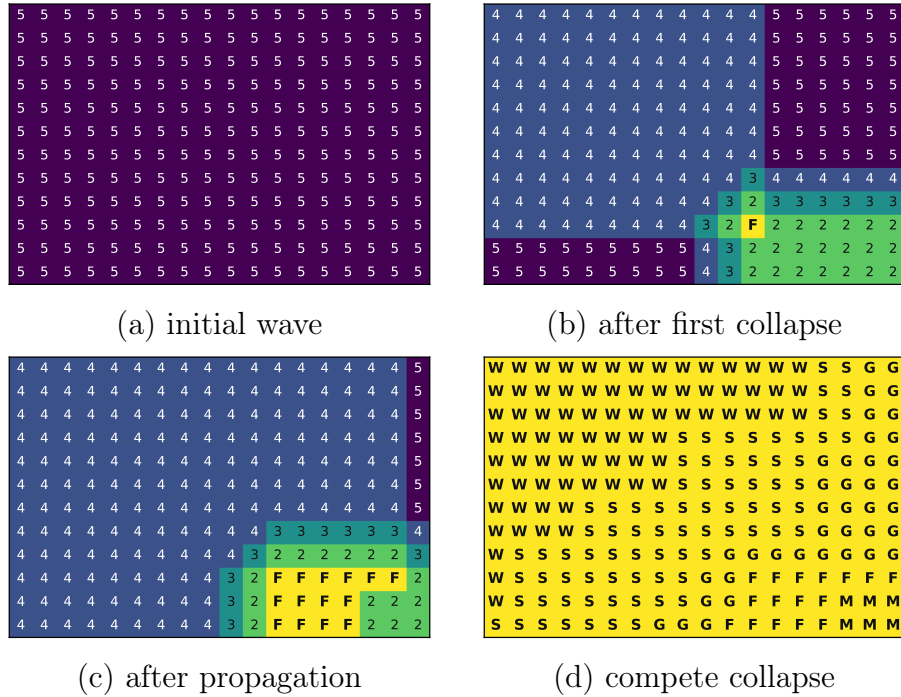 5 5 5 5 5 5 5 5 5 5 5 5 5 5 5 5 5 5
5 5 5 5 5 5 5 5 5 5 5 5 5 5 5 5 5 5
5 5 5 5 5 5 5 5 5 5 5 5 5 5 5 5 5 5
5 5 5 5 5 5 5 5 5 5 5 5 5 5 5 5 5 5
5 5 5 5 5 5 5 5 5 5 5 5 5 5 5 5 5 5
5 5 5 5 5 5 5 5 5 5 5 5 5 5 5 5 5 5
5 5 5 5 5 5 5 5 5 5 5 5 5 5 5 5 5 5
5 5 5 5 5 5 5 5 5 5 5 5 5 5 5 5 5 5
5 5 5 5 5 5 5 5 5 5 5 5 5 5 5 5 5 5
5 5 5 5 5 5 5 5 5 5 5 5 5 5 5 5 5 5
5 5 5 5 5 5 5 5 5 5 5 5 5 5 5 5 5 5
5 5 5 5 5 5 5 5 5 5 5 5 5 5 5 5 5 5
(a) initial wave
4 4 4 4 4 4 4 4 4 4 4 4 5 5 5 5 5 5
4 4 4 4 4 4 4 4 4 4 4 4 5 5 5 5 5 5
4 4 4 4 4 4 4 4 4 4 4 4 5 5 5 5 5 5
4 4 4 4 4 4 4 4 4 4 4 4 5 5 5 5 5 5
4 4 4 4 4 4 4 4 4 4 4 4 5 5 5 5 5 5
4 4 4 4 4 4 4 4 4 4 4 4 5 5 5 5 5 5
4 4 4 4 4 4 4 4 4 4 4 4 5 5 5 5 5 5
4 4 4 4 4 4 4 4 4 4 4 3 4 4 4 4 4 4
4 4 4 4 4 4 4 4 4 4 3 2 3 3 3 3 3 3
4 4 4 4 4 4 4 4 4 3 2 F 2 2 2 2 2 2
5 5 5 5 5 5 5 5 5 4 3 2 2 2 2 2 2 2
5 5 5 5 5 5 5 5 5 4 3 2 2 2 2 2 2 2
(b) after first collapse
4 4 4 4 4 4 4 4 4 4 4 4 4 4 4 4 4 5
4 4 4 4 4 4 4 4 4 4 4 4 4 4 4 4 4 5
4 4 4 4 4 4 4 4 4 4 4 4 4 4 4 4 4 5
4 4 4 4 4 4 4 4 4 4 4 4 4 4 4 4 4 5
4 4 4 4 4 4 4 4 4 4 4 4 4 4 4 4 4 5
4 4 4 4 4 4 4 4 4 4 4 4 4 4 4 4 4 5
4 4 4 4 4 4 4 4 4 4 4 4 4 4 4 4 4 5
4 4 4 4 4 4 4 4 4 4 4 3 3 3 3 3 3 4
4 4 4 4 4 4 4 4 4 4 3 2 2 2 2 2 2 3
4 4 4 4 4 4 4 4 4 3 2 F F F F F F 2
4 4 4 4 4 4 4 4 4 3 2 F F F F 2 2 2
4 4 4 4 4 4 4 4 4 3 2 F F F F 2 2 2
(c) after propagation
W W W W W W W W W W W W W W S S G G
W W W W W W W W W W W W W W S S G G
W W W W W W W W W W W W W W S S G G
W W W W W W W W S S S S S S S S G G
W W W W W W W W S S S S S S G G G G
W W W W W W W W S S S S S S G G G G
W W W W S S S S S S S S S S G G G G
W W W W S S S S S S S S S S G G G G
W S S S S S S S S S G G G G G G G G
W S S S S S S S S G G F F F F F F F
W S S S S S S S S G G F F F F M M M
S S S S S S S G G G F F F F F M M M
(d) compete collapse